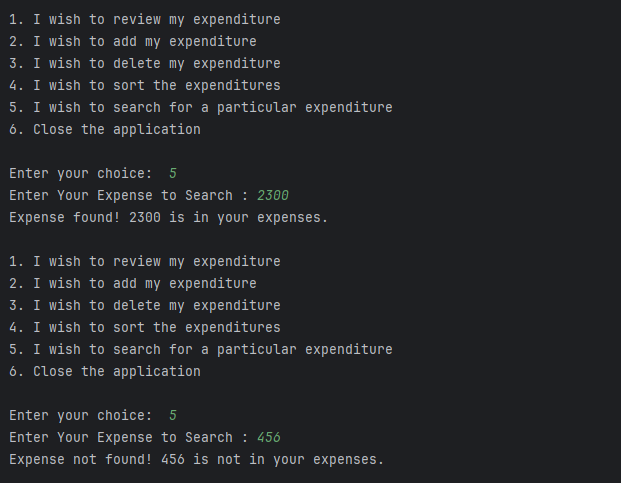 1. I wish to review my expenditure
2. I wish to add my expenditure
3. I wish to delete my expenditure
4. I wish to sort the expenditures
5. I wish to search for a particular expenditure
6. Close the application
Enter your choice:  5
Enter Your Expense to Search : 2300
Expense found! 2300 is in your expenses.
1. I wish to review my expenditure
2. I wish to add my expenditure
3. I wish to delete my expenditure
4. I wish to sort the expenditures
5. I wish to search for a particular expenditure
6. Close the application
Enter your choice:  5
Enter Your Expense to Search : 456
Expense not found! 456 is not in your expenses.